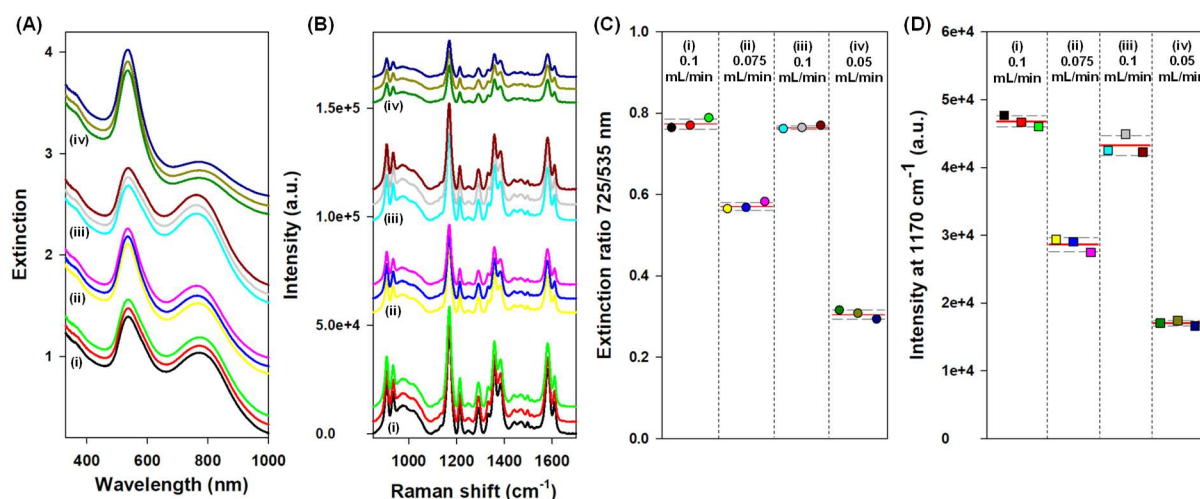 (A)
Extinction
4
3
2
1
(iv)
(iii)
(ii)
(i)
400 600 800 1000
Wavelength (nm)
(B)
Intensity (a.u.)
1.5e+5
1.0e+5
5.0e+4
0.0
(iv)
(iii)
(ii)
(i)
1000 1200 1400 1600
Raman shift (cm⁻¹)
(C)
Extinction ratio 725/535 nm
1.0
0.8
0.6
0.4
0.2
0.0
(i)
0.1
mL/min
(ii)
0.075
mL/min
(iii)
0.1
mL/min
(iv)
0.05
mL/min
(D)
Intensity at 1170 cm⁻¹ (a.u.)
6e+4
5e+4
4e+4
3e+4
2e+4
1e+4
0
(i)
0.1
mL/min
(ii)
0.075
mL/min
(iii)
0.1
mL/min
(iv)
0.05
mL/min